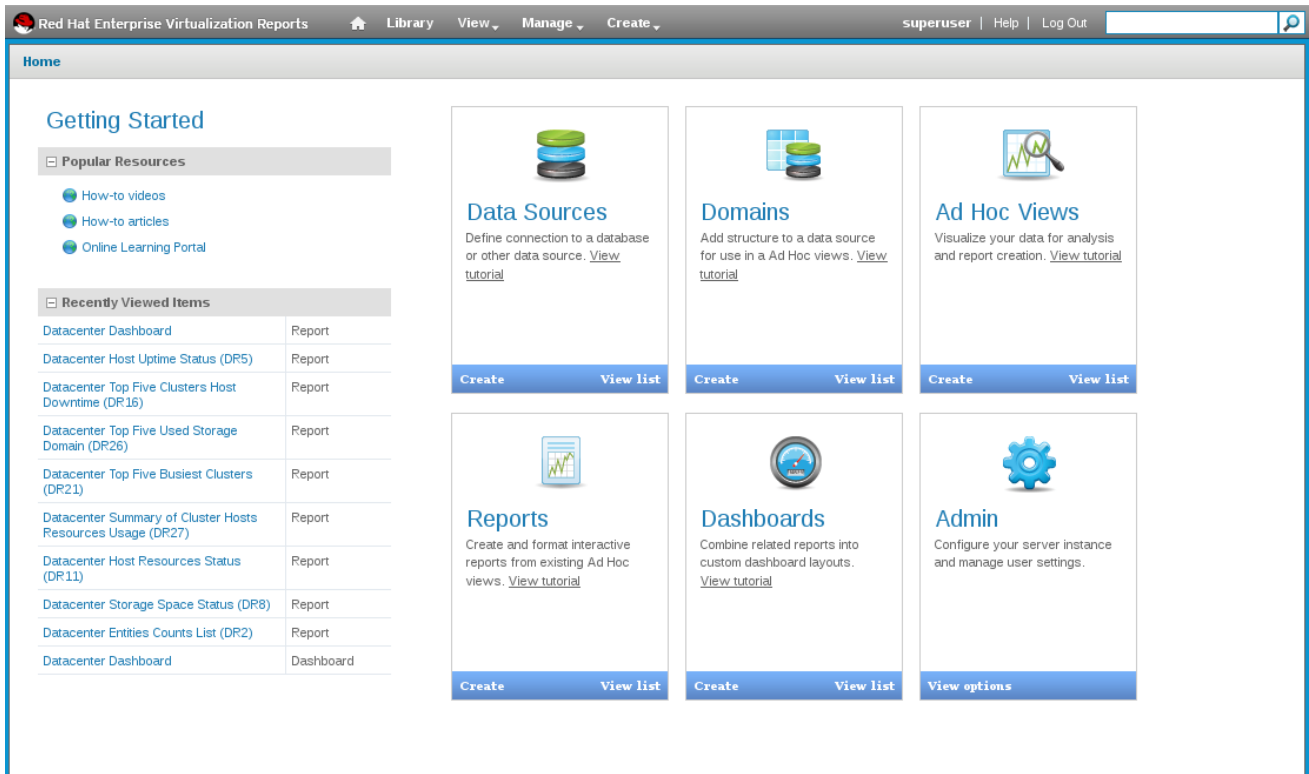 Red Hat Enterprise Virtualization Reports Library View Manage Create superuser | Help | Log Out
Home
Getting Started
Popular Resources
How-to videos
How-to articles
Online Learning Portal
Recently Viewed Items
Datacenter Dashboard Report
Datacenter Host Uptime Status (DR5) Report
Datacenter Top Five Clusters Host Report
Downtime (DR16)
Datacenter Top Five Used Storage Report
Domain (DR26)
Datacenter Top Five Busiest Clusters Report
(DR21)
Datacenter Summary of Cluster Hosts Report
Resources Usage (DR27)
Datacenter Host Resources Status Report
(DR11)
Datacenter Storage Space Status (DR8) Report
Datacenter Entities Counts List (DR2) Report
Datacenter Dashboard Dashboard
Data Sources
Define connection to a database
or other data source. View
tutorial
Create View list
Domains
Add structure to a data source
for use in a Ad Hoc views. View
tutorial
Create View list
Ad Hoc Views
Visualize your data for analysis
and report creation. View tutorial
Create View list
Reports
Create and format interactive
reports from existing Ad Hoc
views. View tutorial
Create View list
Dashboards
Combine related reports into
custom dashboard layouts.
View tutorial
Create View list
Admin
Configure your server instance
and manage user settings.
View options